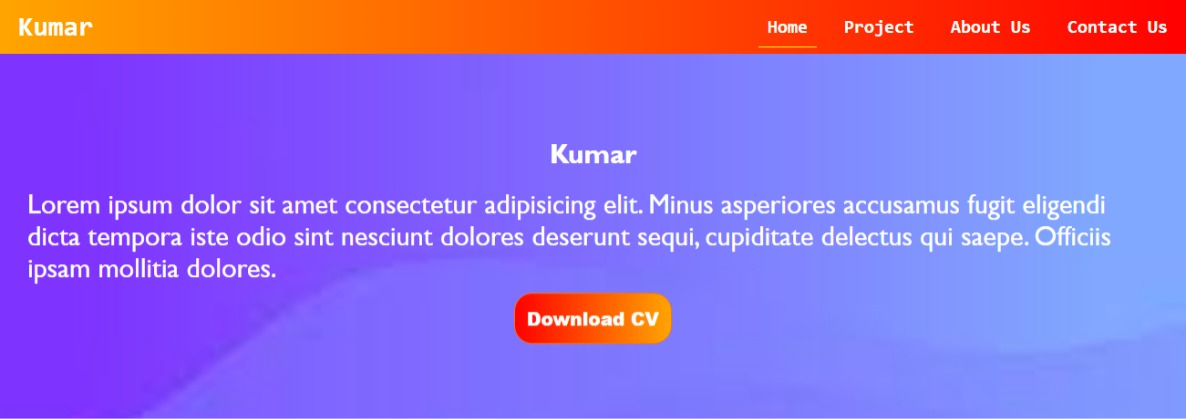 Kumar
Home Project About Us Contact Us
Kumar
Lorem ipsum dolor sit amet consectetur adipisicing elit. Minus asperiores accusamus fugit eligendi
dicta tempora iste odio sint nesciunt dolores deserunt sequi, cupiditate delectus qui saepe. Officiis
ipsam mollitia dolores.
Download CV